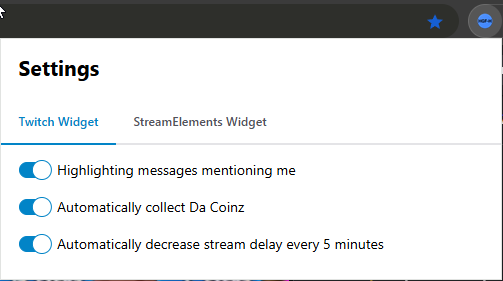 Settings
Twitch Widget StreamElements Widget
Highlighting messages mentioning me
Automatically collect Da Coinz
Automatically decrease stream delay every 5 minutes